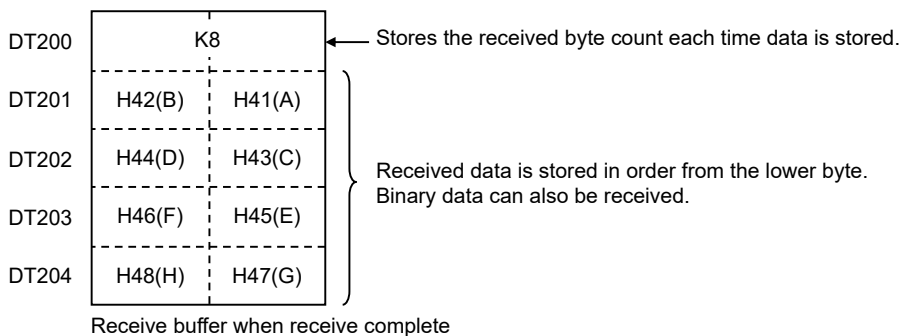 DT200 K8 Stores the received byte count each time data is stored.
DT201 H42(B) H41(A)
DT202 H44(D) H43(C)
Received data is stored in order from the lower byte.
Binary data can also be received.
DT203 H46(F) H45(E)
DT204 H48(H) H47(G)
Receive buffer when receive complete